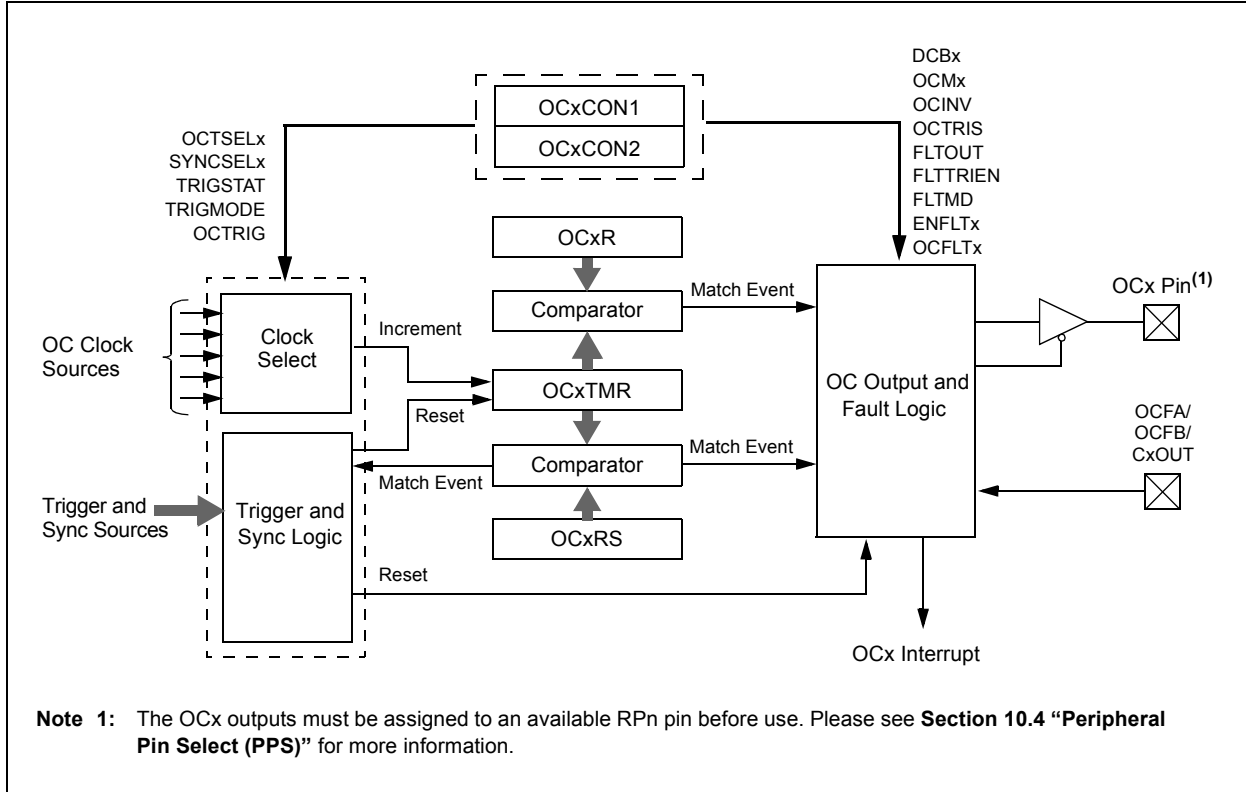 DCBx
OCMx
OCINV
OCTRIS
FLTOUT
FLTTRIEN
FLTMD
ENFLTx
OCFLTx
OCxCON1
OCxCON2
OCTSELx
SYNCSELx
TRIGSTAT
TRIGMODE
OCTRIG
OCxR
Match Event
OCx Pin(1)
Comparator
Increment
Clock
Select
OC Clock
Sources
OCxTMR
OC Output and
Fault Logic
Reset
OCFA/
OCFB/
CxOUT
Match Event
Comparator
Match Event
Trigger and
Sync Sources
Trigger and
Sync Logic
OCxRS
Reset
OCx Interrupt
Note 1: The OCx outputs must be assigned to an available RPn pin before use. Please see Section 10.4 “Peripheral
Pin Select (PPS)” for more information.